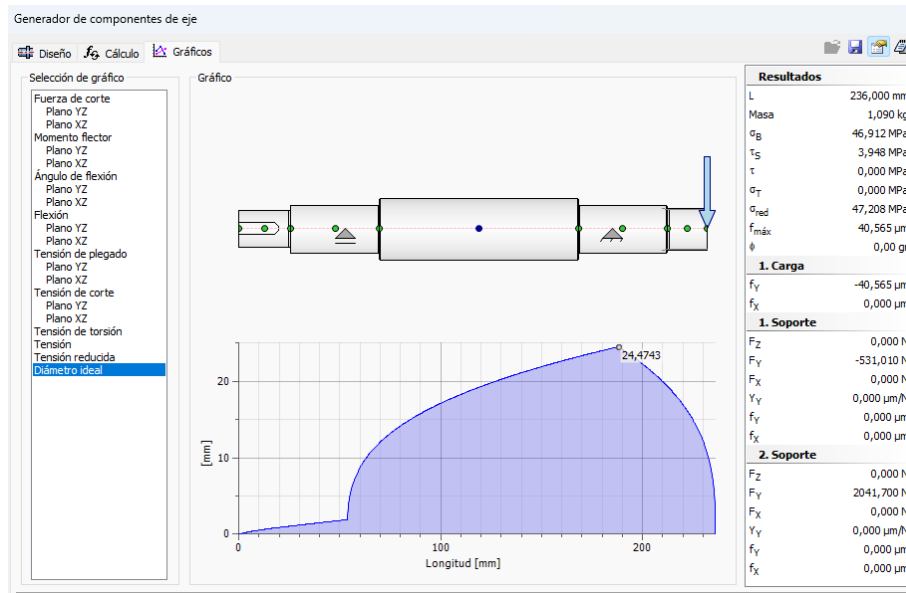 Generador de componentes de eje
Diseño
Cálculo
Gráficos
Selección de gráfico
Fuerza de corte
Plano YZ
Plano XZ
Momento flector
Plano YZ
Plano XZ
Ángulo de flexión
Plano YZ
Plano XZ
Flexión
Plano YZ
Plano XZ
Tensión de plegado
Plano YZ
Plano XZ
Tensión de corte
Plano YZ
Plano XZ
Tensión de torsión
Tensión
Tensión reducida
Diámetro ideal
Gráfico
24,4743
20
10
0
[mm]
0
100
200
Longitud [mm]
Resultados
L 236,000 mm
Masa 1,090 kg
σB 46,912 MPa
τS 3,948 MPa
τ 0,000 MPa
σT 0,000 MPa
σred 47,208 MPa
fmáx 40,565 µm
ϕ 0,00 gr
1. Carga
fY -40,565 µm
fX 0,000 µm
1. Soporte
FZ 0,000 N
FY -531,010 N
FX 0,000 N
YY 0,000 µm/N
fY 0,000 µm
fX 0,000 µm
2. Soporte
FZ 0,000 N
FY 2041,700 N
FX 0,000 N
YY 0,000 µm/N
fY 0,000 µm
fX 0,000 µm